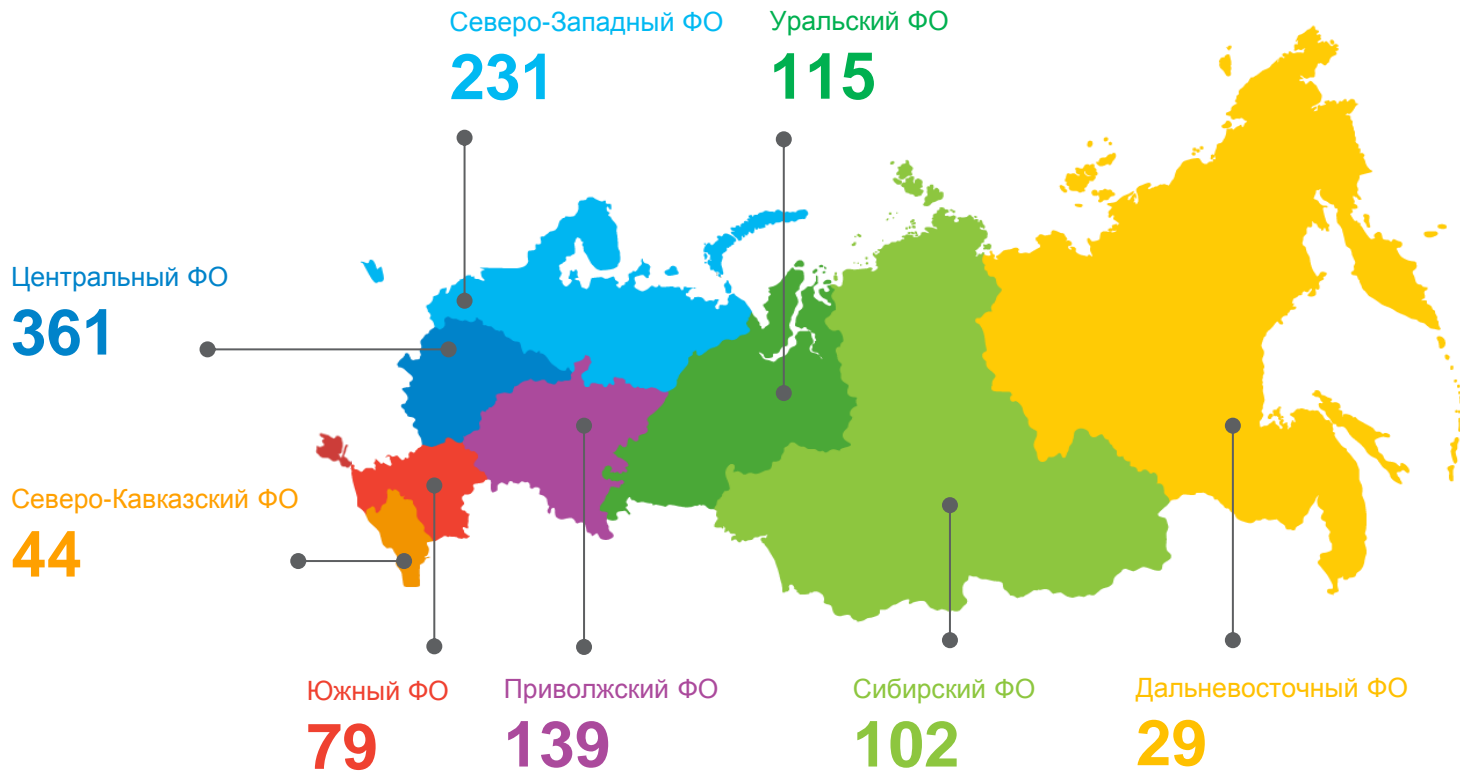 Северо-Западный ФО
231
Уральский ФО
115
Центральный ФО
361
Северо-Кавказский ФО
44
Южный ФО
79
Приволжский ФО
139
Сибирский ФО
102
Дальневосточный ФО
29